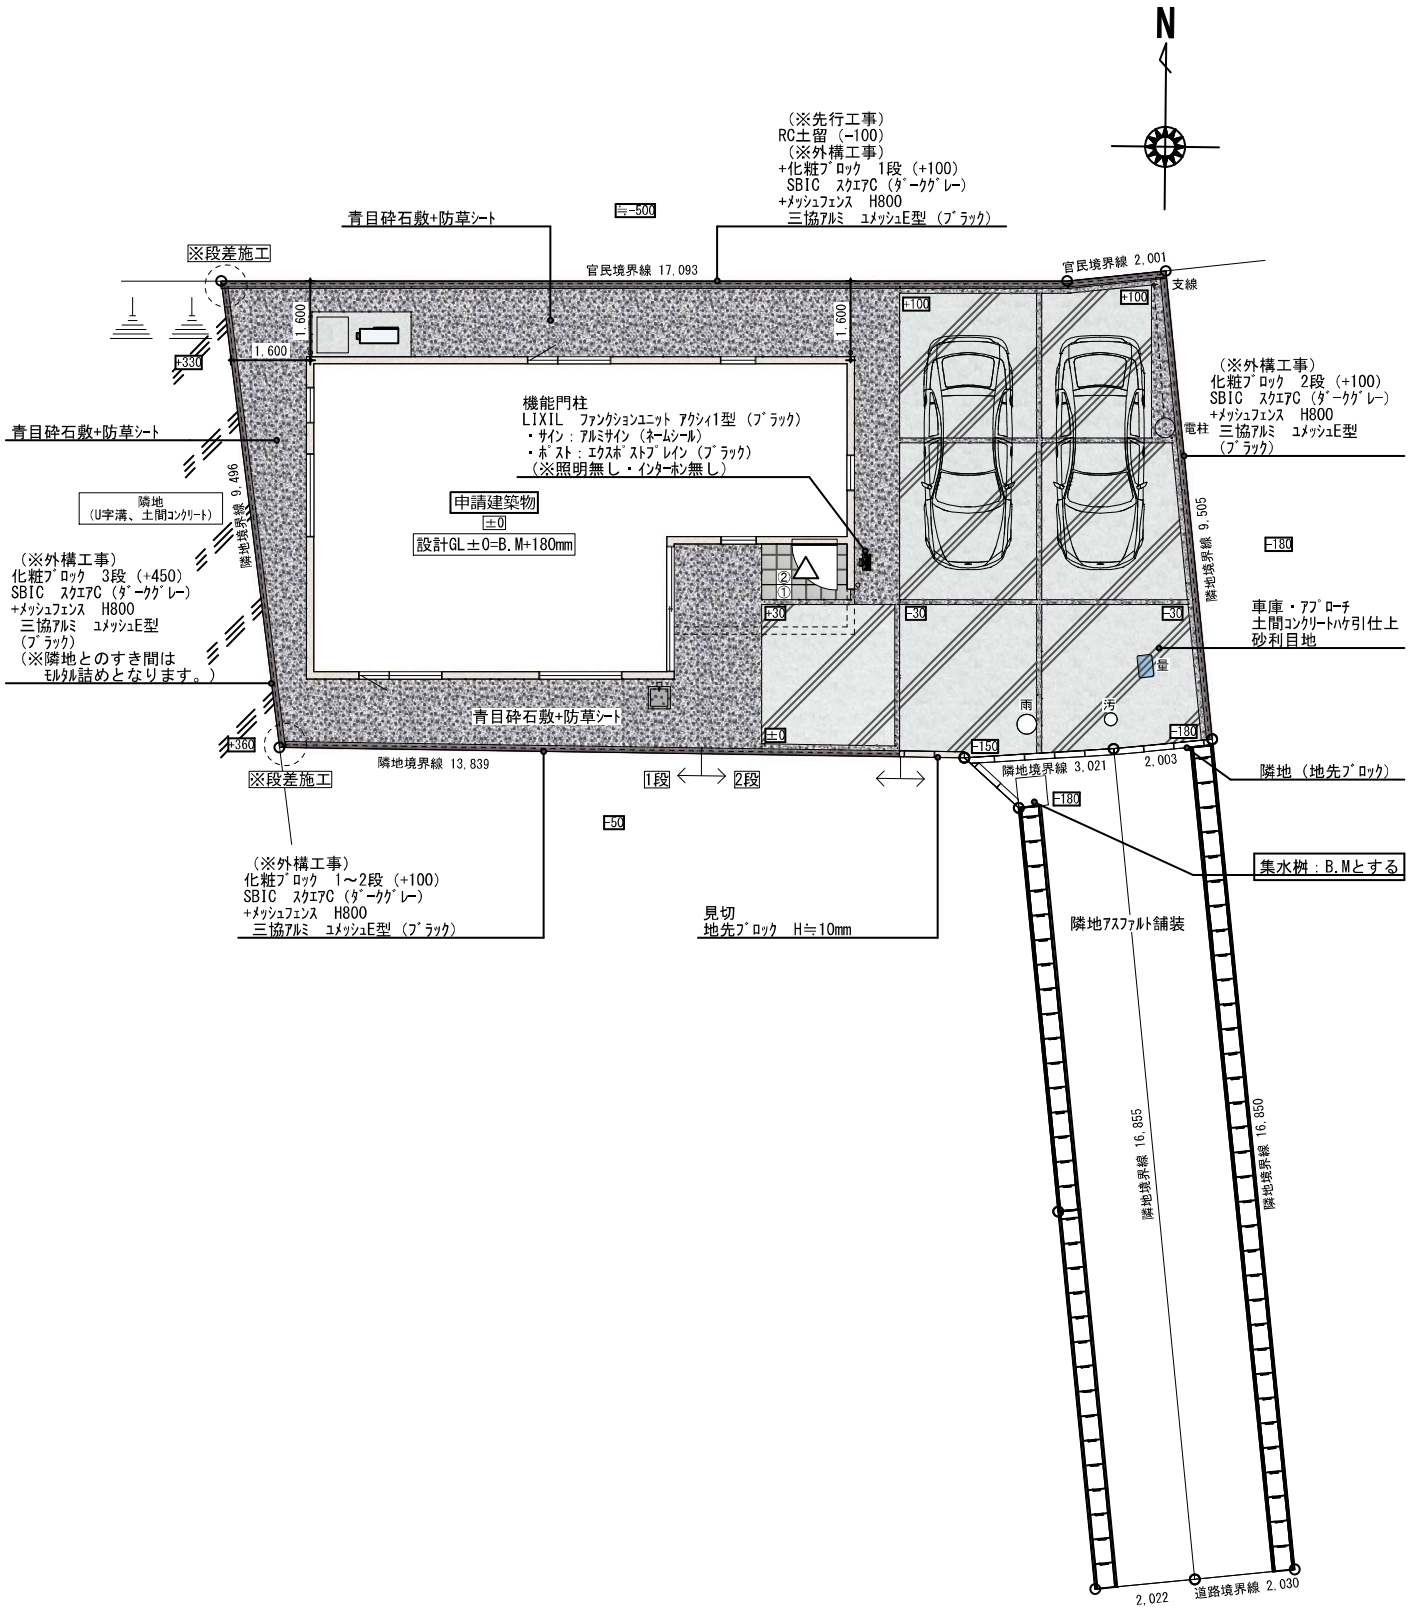 N
(※先行工事)
RC土留 (-100)
(※外構工事)
+化粧ﾌﾞﾛｯｸ 1段 (+100)
SBIC ｽｸｴｱC (ﾀﾞｰｸｸﾞﾚｰ)
+ﾒｯｼｭﾌｪﾝｽ H800
三協ｱﾙﾐ ﾕﾒｯｼｭE型 (ﾌﾞﾗｯｸ)
≒-500
青目砕石敷+防草ｼｰﾄ
※段差施工
官民境界線 17,093
官民境界線 2,001
支線
+100
+100
1,600
1,600
1,600
+330
(※外構工事)
化粧ﾌﾞﾛｯｸ 2段 (+100)
SBIC ｽｸｴｱC (ﾀﾞｰｸｸﾞﾚｰ)
+ﾒｯｼｭﾌｪﾝｽ H800
三協ｱﾙﾐ ﾕﾒｯｼｭE型
(ﾌﾞﾗｯｸ)
電柱
機能門柱
LIXIL ﾌｧﾝｸｼｮﾝﾕﾆｯﾄ ｱｸｼｨ1型 (ﾌﾞﾗｯｸ)
・ｻｲﾝ：ｱﾙﾐｻｲﾝ (ﾈｰﾑｼｰﾙ)
・ﾎﾟｽﾄ：ｴｸｽﾎﾟｽﾄﾌﾟﾚｲﾝ (ﾌﾞﾗｯｸ)
(※照明無し・ｲﾝﾀｰﾎﾝ無し)
青目砕石敷+防草ｼｰﾄ
隣地境界線 9,496
隣地
(U字溝、土間ｺﾝｸﾘｰﾄ)
申請建築物
±0
設計GL±0=B.M+180mm
隣地境界線 9,505
-180
(※外構工事)
化粧ﾌﾞﾛｯｸ 3段 (+450)
SBIC ｽｸｴｱC (ﾀﾞｰｸｸﾞﾚｰ)
+ﾒｯｼｭﾌｪﾝｽ H800
三協ｱﾙﾐ ﾕﾒｯｼｭE型
(ﾌﾞﾗｯｸ)
(※隣地とのすき間は
ﾓﾙﾀﾙ詰めとなります。)
②
①
+30
-30
-30
車庫・ｱﾌﾟﾛｰﾁ
土間ｺﾝｸﾘｰﾄﾊｹ引仕上
砂利目地
量
雨
汚
青目砕石敷+防草ｼｰﾄ
±0
-180
-150
+360
※段差施工
隣地境界線 13,839
1段
2段
隣地境界線 3,021
2,003
隣地 (地先ﾌﾞﾛｯｸ)
-180
-50
集水桝：B.Mとする
(※外構工事)
化粧ﾌﾞﾛｯｸ 1～2段 (+100)
SBIC ｽｸｴｱC (ﾀﾞｰｸｸﾞﾚｰ)
+ﾒｯｼｭﾌｪﾝｽ H800
三協ｱﾙﾐ ﾕﾒｯｼｭE型 (ﾌﾞﾗｯｸ)
見切
地先ﾌﾞﾛｯｸ H≒10mm
隣地ｱｽﾌｧﾙﾄ舗装
隣地境界線 16,855
隣地境界線 16,850
2,022
道路境界線 2,030